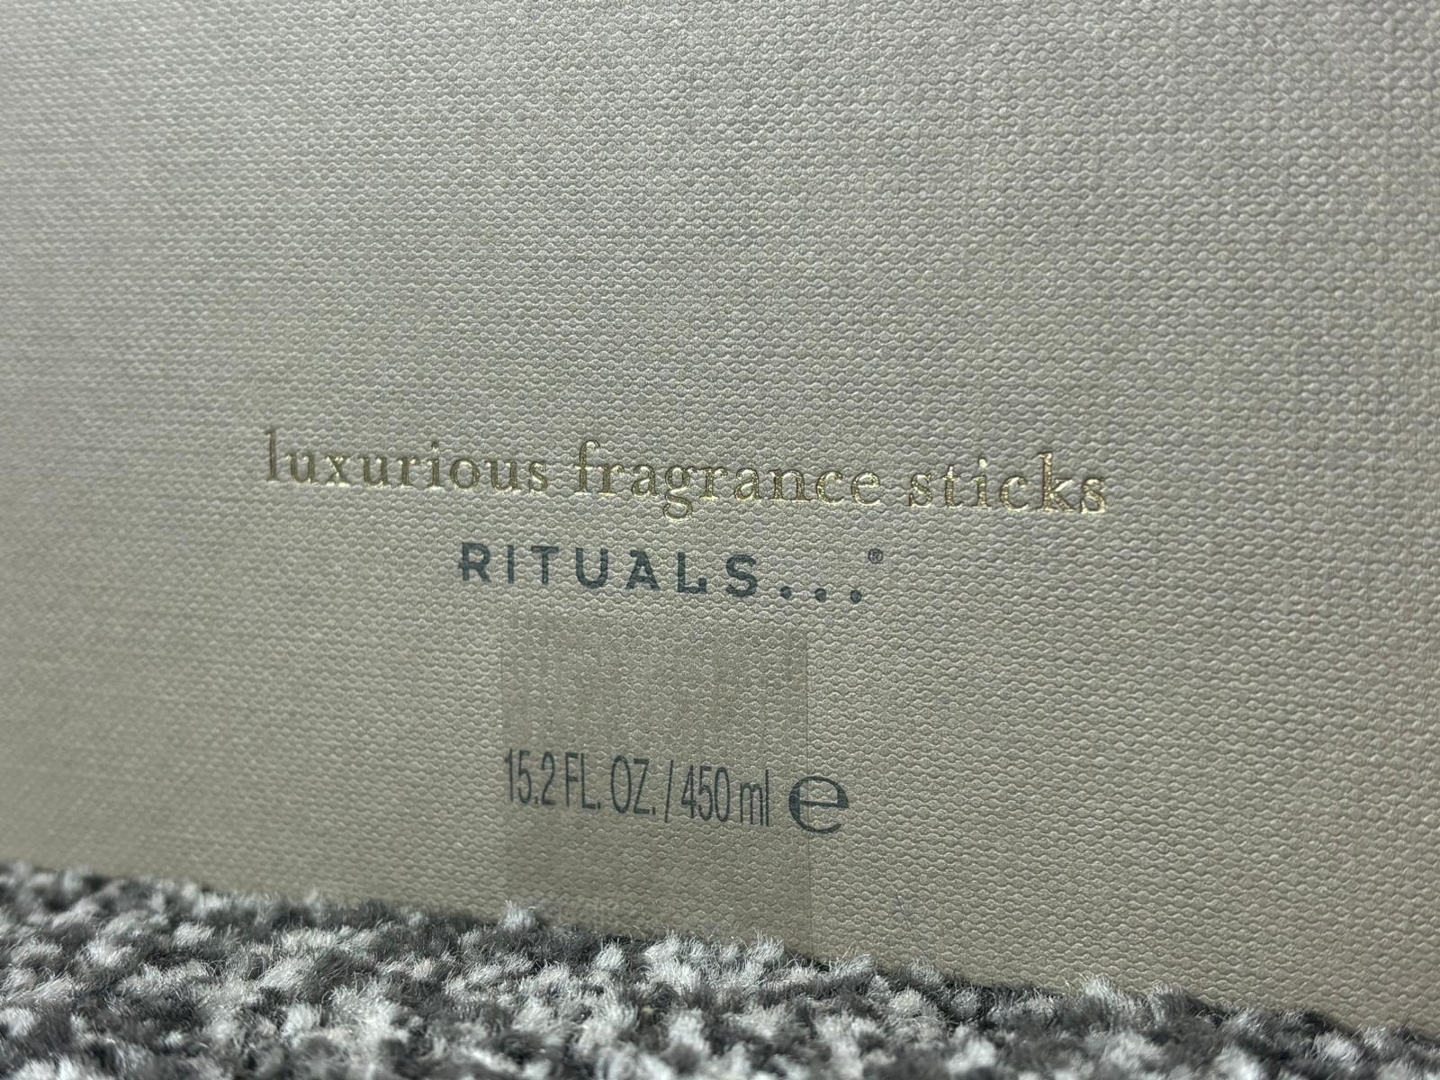 luxurious fragrance sticks
RITUALS...®
15.2 FL. OZ. / 450 ml ℮